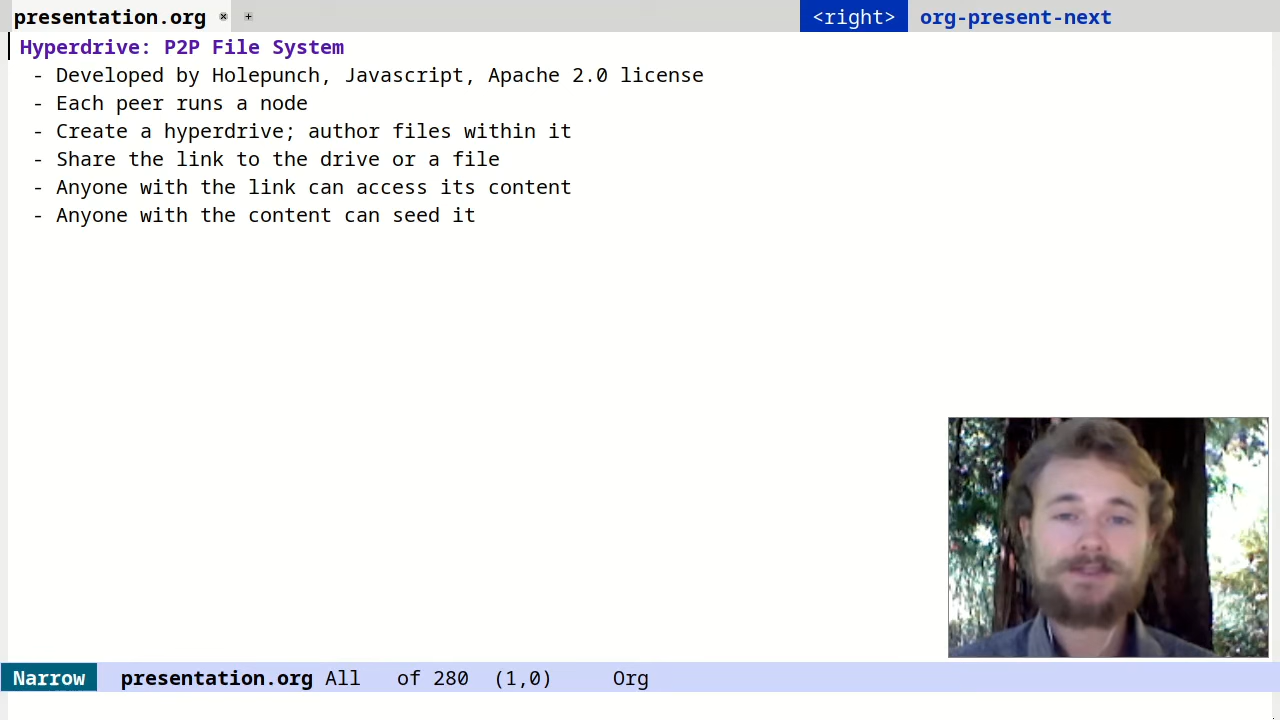 presentation.org × + <right> org-present-next
Hyperdrive: P2P File System
- Developed by Holepunch, Javascript, Apache 2.0 license
- Each peer runs a node
- Create a hyperdrive; author files within it
- Share the link to the drive or a file
- Anyone with the link can access its content
- Anyone with the content can seed it
Narrow presentation.org All of 280 (1,0) Org